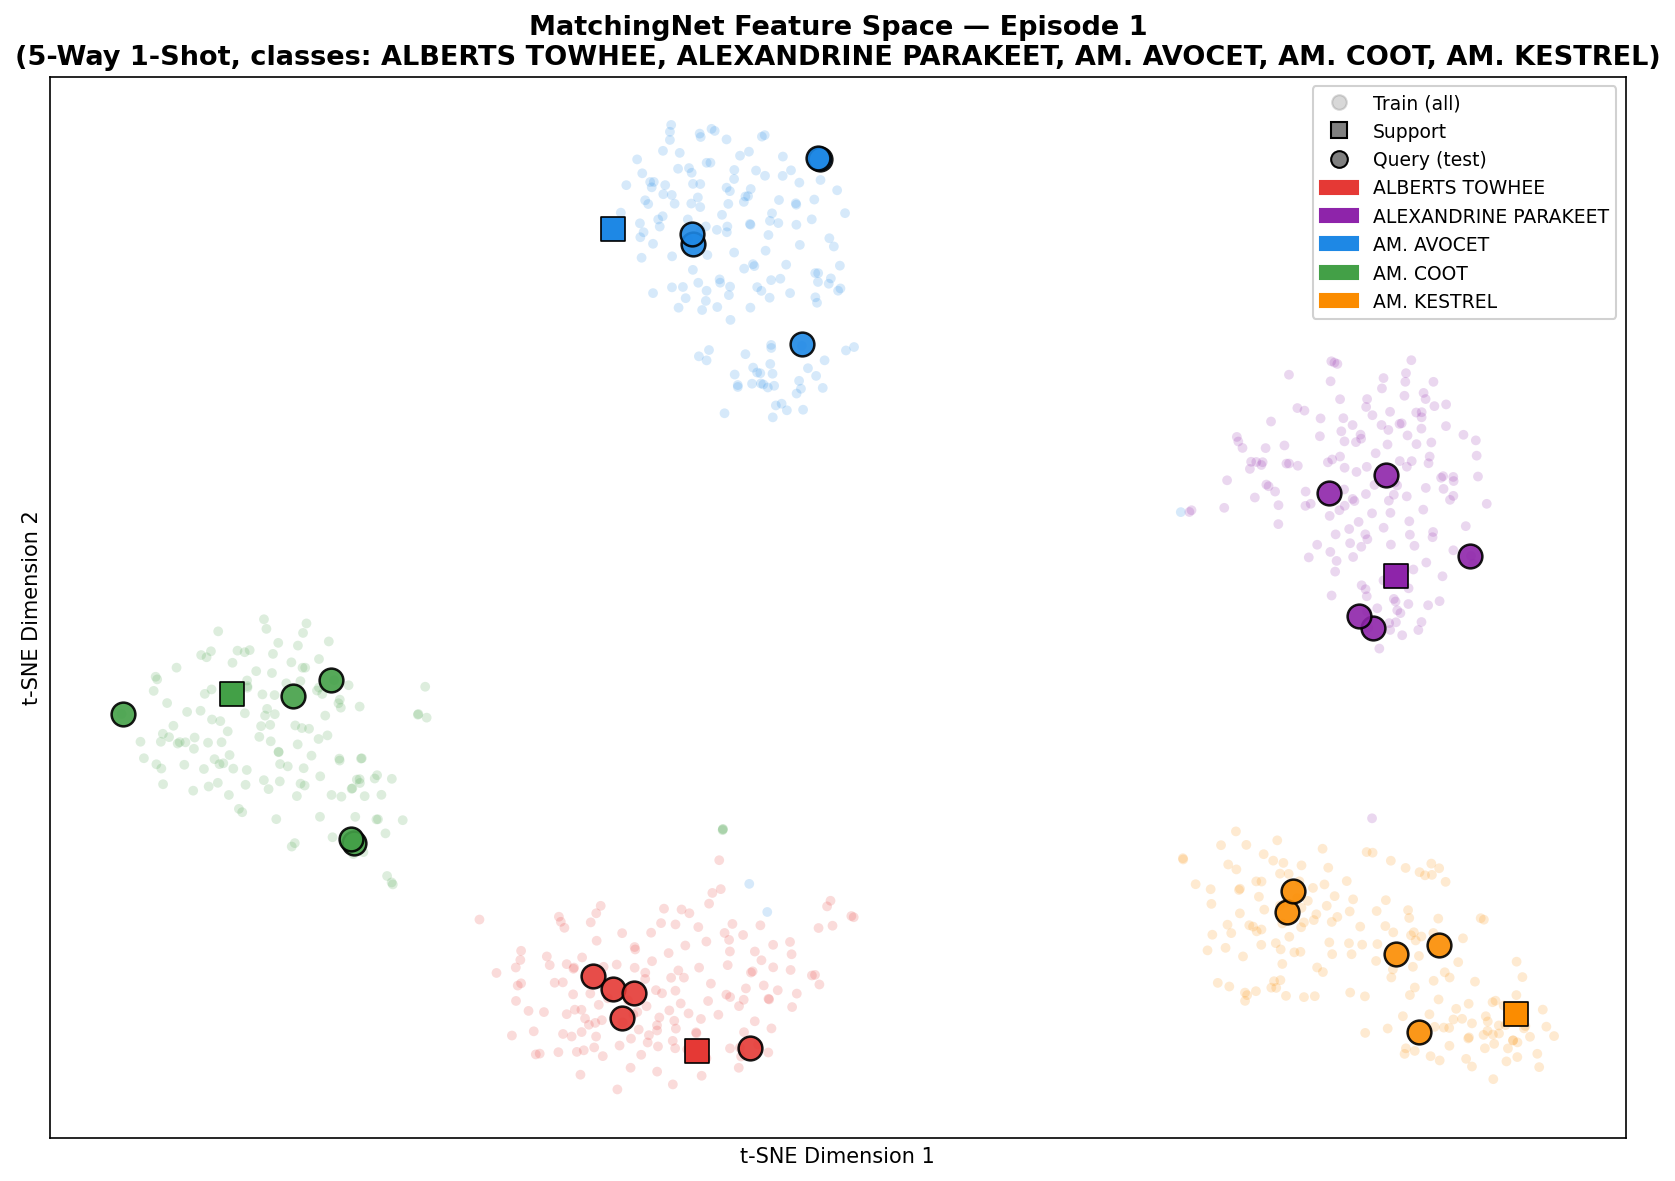 MatchingNet Feature Space — Episode 1
(5-Way 1-Shot, classes: ALBERTS TOWHEE, ALEXANDRINE PARAKEET, AM. AVOCET, AM. COOT, AM. KESTREL)
Train (all)
Support
Query (test)
ALBERTS TOWHEE
ALEXANDRINE PARAKEET
AM. AVOCET
AM. COOT
AM. KESTREL
t-SNE Dimension 2
t-SNE Dimension 1